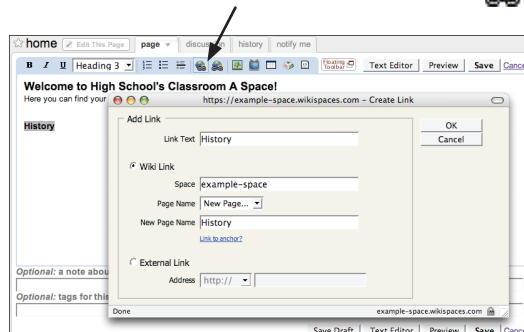 home Edit This Page page discussion history notify me
B I U Heading 3 Floating Toolbar Text Editor Preview Save Cance
Welcome to High School's Classroom A Space!
Here you can find your
History
https://example-space.wikispaces.com – Create Link
Add Link
Link Text History
OK
Cancel
Wiki Link
Space example-space
Page Name New Page...
New Page Name History
Link to anchor?
External Link
Address http://
Optional: a note abou
Optional: tags for this
Done example-space.wikispaces.com
Save Draft Text Editor Preview Save Cance